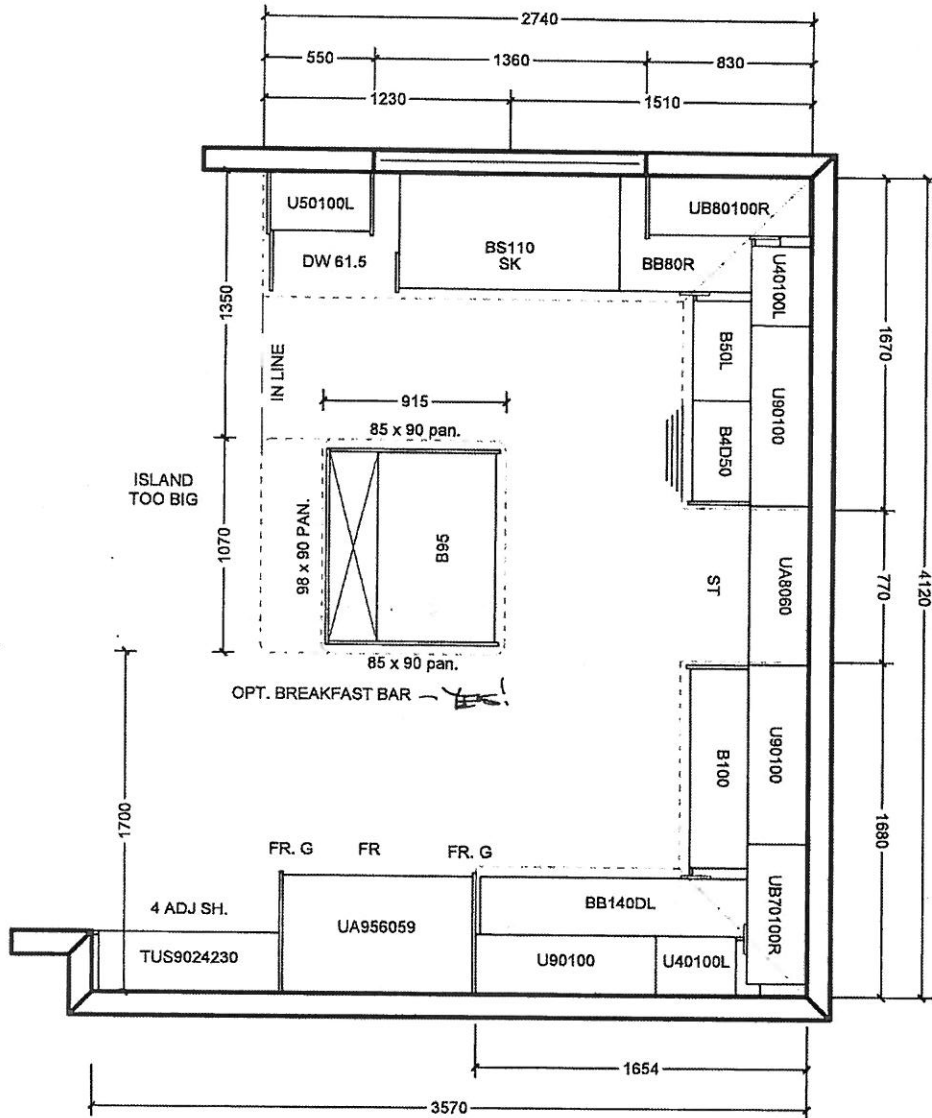 2740
550
1360
830
1230
1510
U50100L
UB80100R
DW 61.5
BS110
SK
BB80R
U40100L
1350
1670
IN LINE
B50L
U90100
915
85 x 90 pan.
B4D50
ISLAND
TOO BIG
1070
98 x 90 PAN.
B95
ST
UA8060
770
4120
85 x 90 pan.
OPT. BREAKFAST BAR
B100
U90100
1700
1680
FR. G
FR
FR. G
4 ADJ SH.
BB140DL
UB70100R
UA956059
TUS9024230
U90100
U40100L
1654
3570